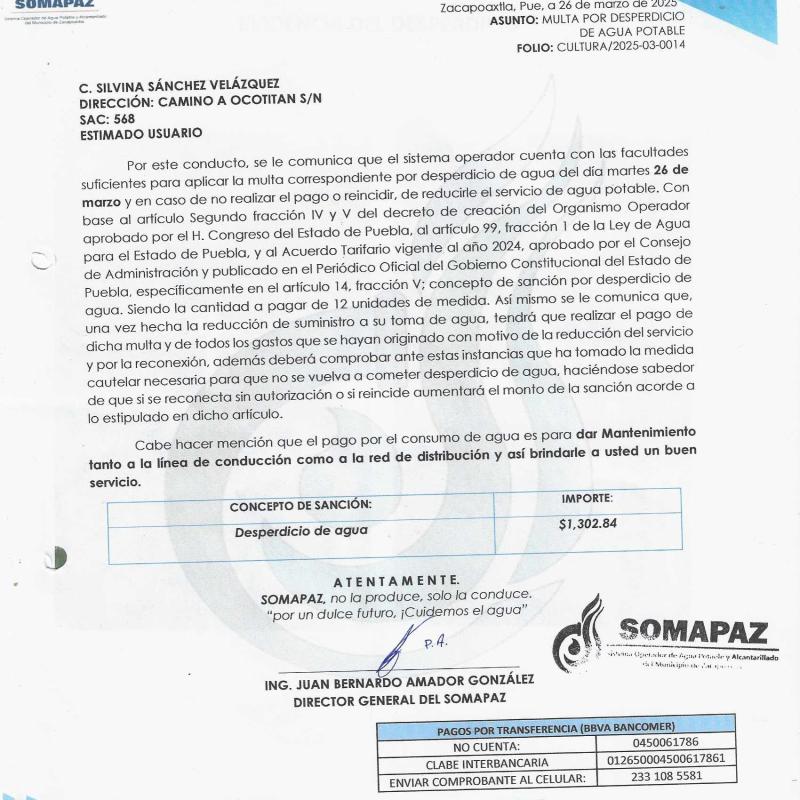 SOMAPAZ
Sistema Operador de Agua Potable y Alcantarillado
del Municipio de Zacapoaxtla
Zacapoaxtla, Pue, a 26 de marzo de 2025
ASUNTO: MULTA POR DESPERDICIO
DE AGUA POTABLE
FOLIO: CULTURA/2025-03-0014
C. SILVINA SÁNCHEZ VELÁZQUEZ
DIRECCIÓN: CAMINO A OCOTITAN S/N
SAC: 568
ESTIMADO USUARIO
Por este conducto, se le comunica que el sistema operador cuenta con las facultades
suficientes para aplicar la multa correspondiente por desperdicio de agua del día martes 26 de
marzo y en caso de no realizar el pago o reincidir, de reducirle el servicio de agua potable. Con
base al artículo Segundo fracción IV y V del decreto de creación del Organismo Operador
aprobado por el H. Congreso del Estado de Puebla, al artículo 99, fracción 1 de la Ley de Agua
para el Estado de Puebla, y al Acuerdo Tarifario vigente al año 2024, aprobado por el Consejo
de Administración y publicado en el Periódico Oficial del Gobierno Constitucional del Estado de
Puebla, específicamente en el artículo 14, fracción V; concepto de sanción por desperdicio de
agua. Siendo la cantidad a pagar de 12 unidades de medida. Así mismo se le comunica que,
una vez hecha la reducción de suministro a su toma de agua, tendrá que realizar el pago de
dicha multa y de todos los gastos que se hayan originado con motivo de la reducción del servicio
y por la reconexión, además deberá comprobar ante estas instancias que ha tomado la medida
cautelar necesaria para que no se vuelva a cometer desperdicio de agua, haciéndose sabedor
de que si se reconecta sin autorización o si reincide aumentará el monto de la sanción acorde a
lo estipulado en dicho artículo.
Cabe hacer mención que el pago por el consumo de agua es para dar Mantenimiento
tanto a la línea de conducción como a la red de distribución y así brindarle a usted un buen
servicio.
CONCEPTO DE SANCIÓN: IMPORTE:
Desperdicio de agua $1,302.84
ATENTAMENTE.
SOMAPAZ, no la produce, solo la conduce.
"por un dulce futuro, ¡Cuidemos el agua"
P.A.
SOMAPAZ
Sistema Operador de Agua Potable y Alcantarillado
del Municipio de
ING. JUAN BERNARDO AMADOR GONZÁLEZ
DIRECTOR GENERAL DEL SOMAPAZ
PAGOS POR TRANSFERENCIA (BBVA BANCOMER)
NO CUENTA: 0450061786
CLABE INTERBANCARIA 012650004500617861
ENVIAR COMPROBANTE AL CELULAR: 233 108 5581